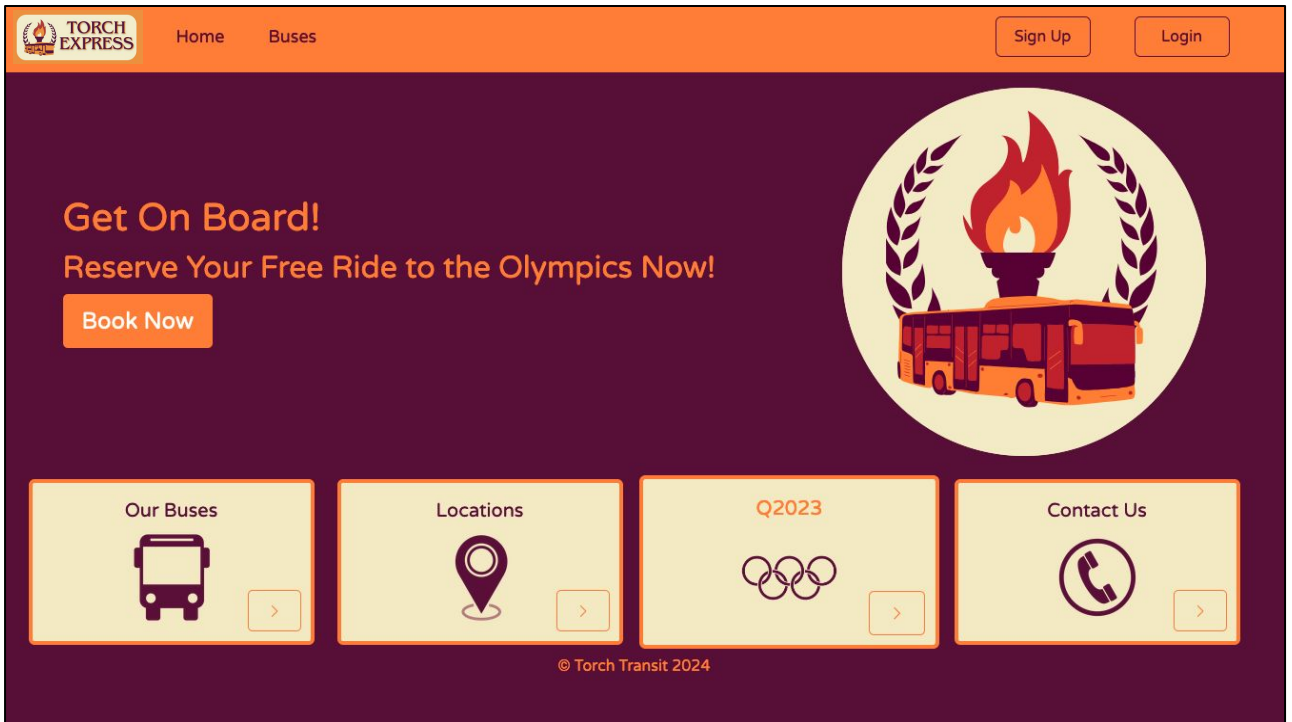 TORCH
EXPRESS
Home
Buses
Sign Up
Login
Get On Board!
Reserve Your Free Ride to the Olympics Now!
Book Now
Our Buses
Locations
Q2023
Contact Us
© Torch Transit 2024